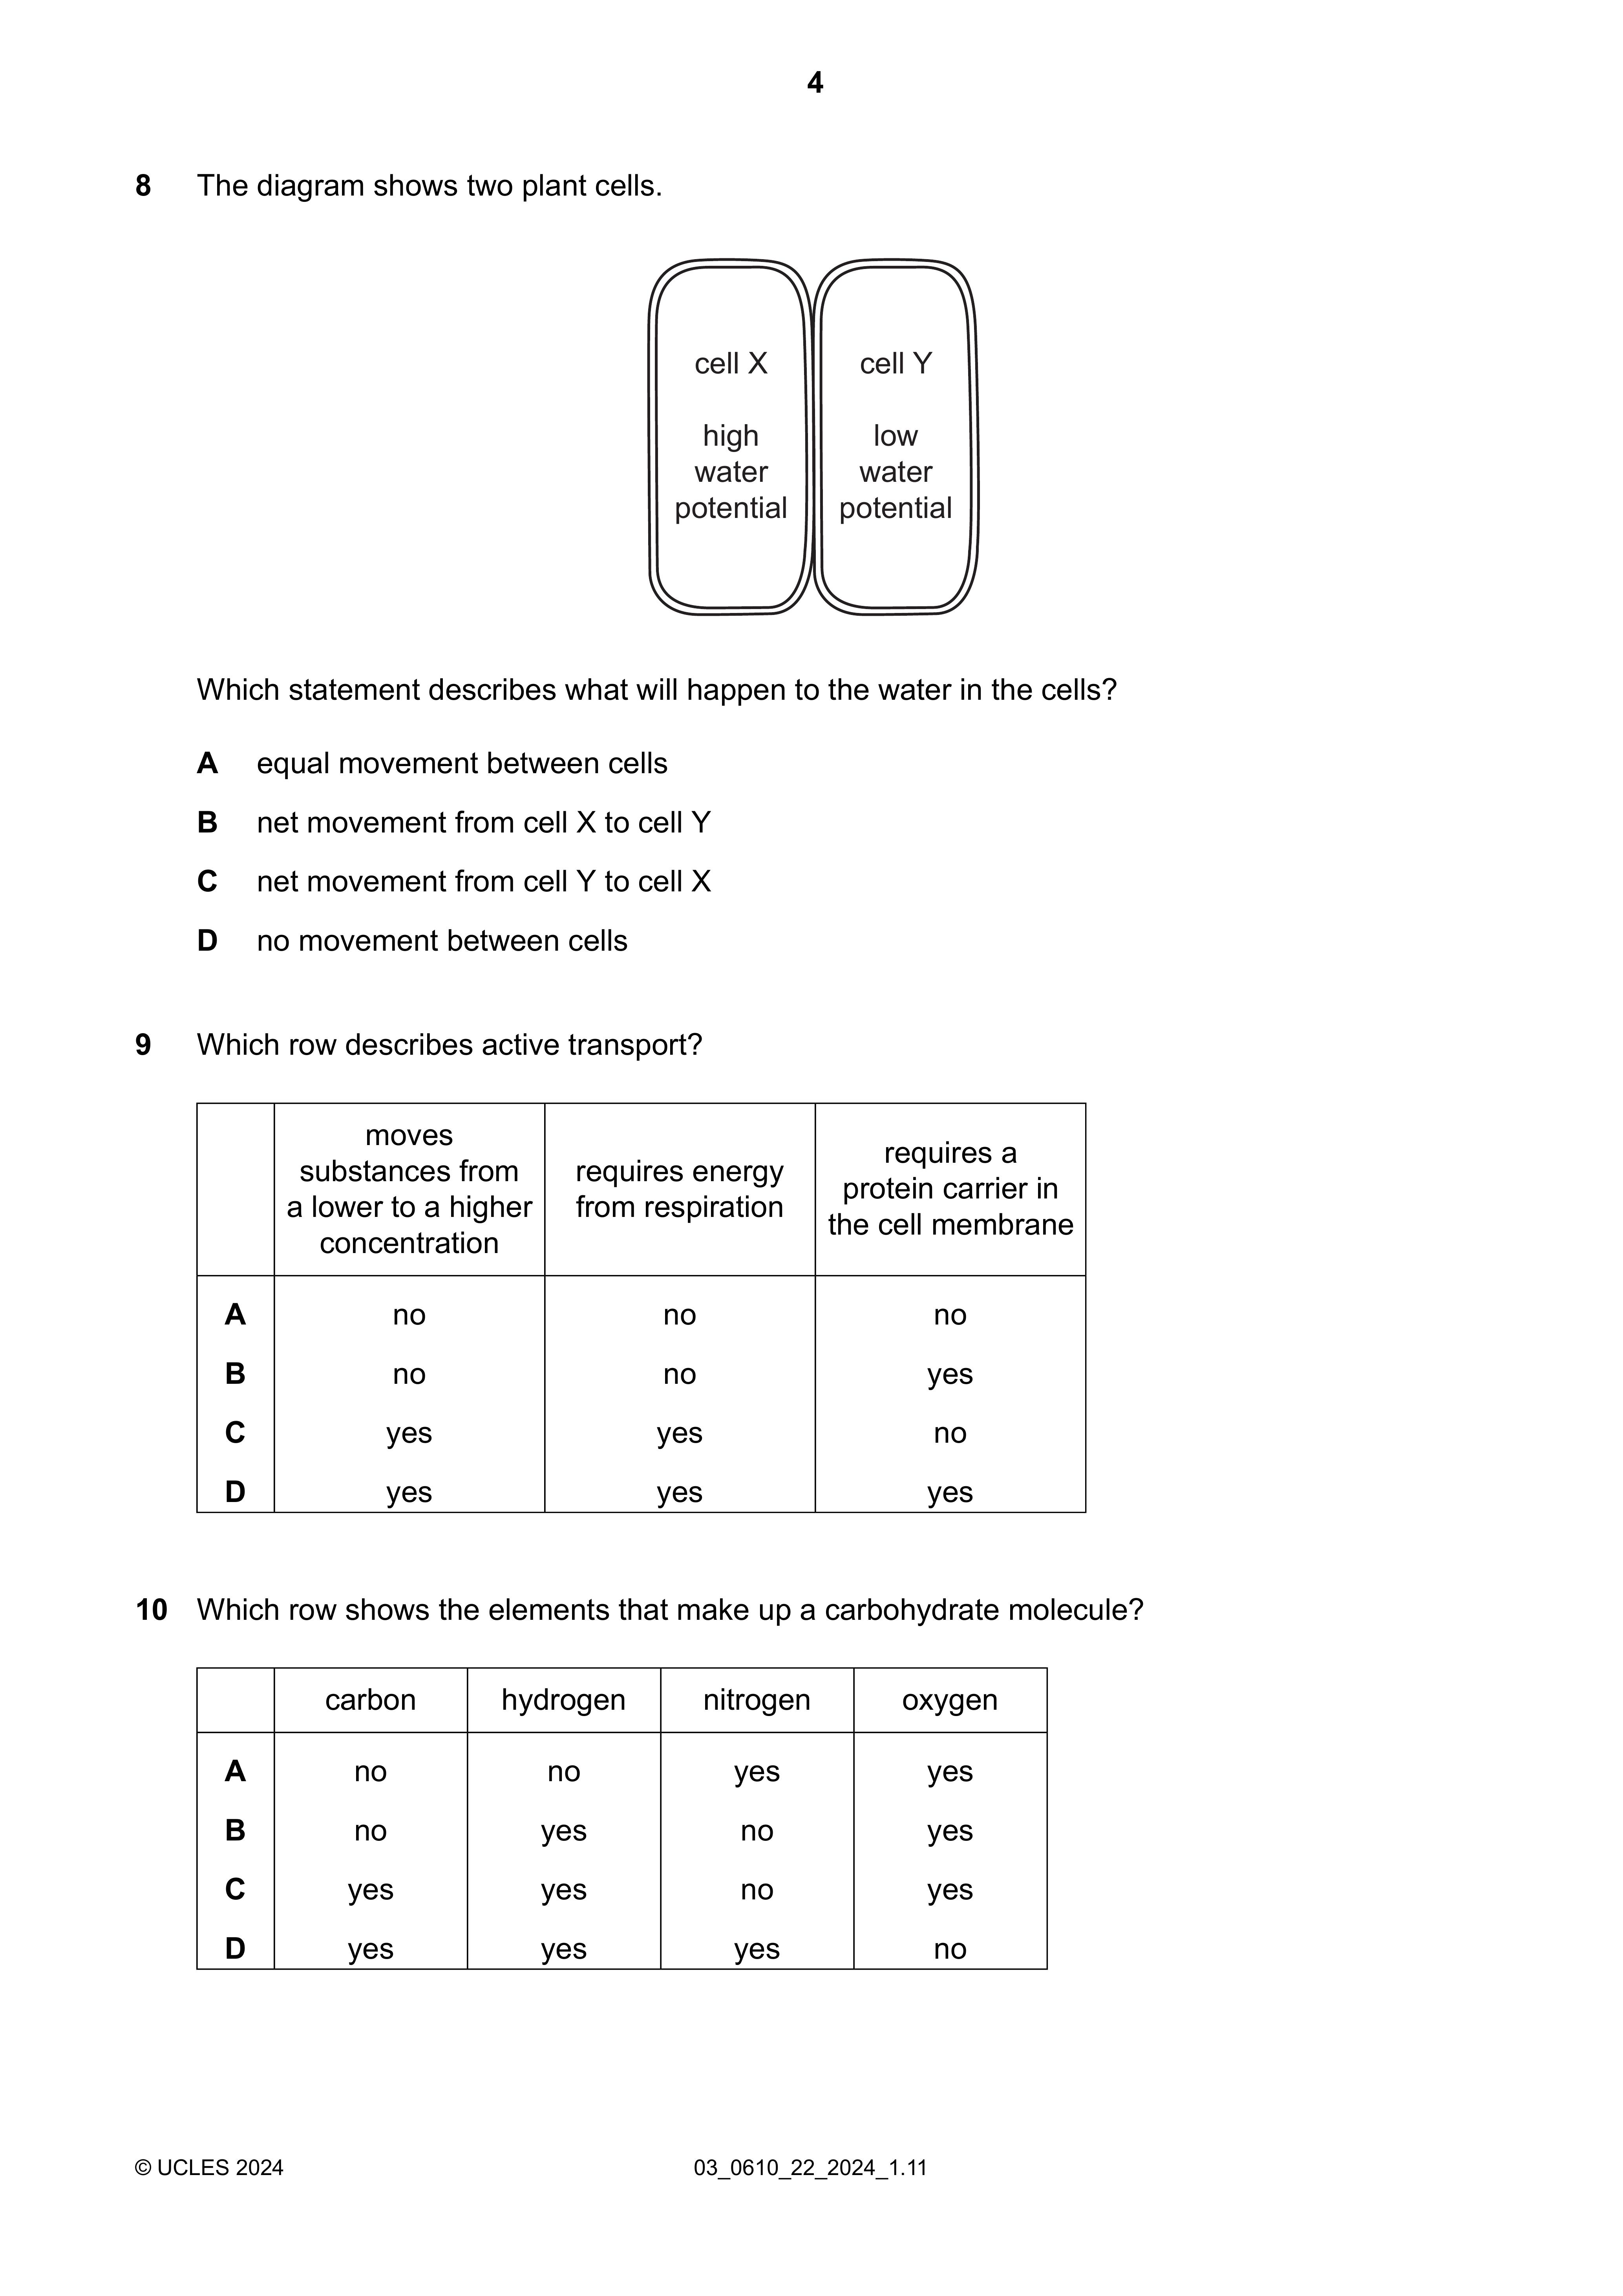 4
8 The diagram shows two plant cells.
cell X
high
water
potential
cell Y
low
water
potential
Which statement describes what will happen to the water in the cells?
A equal movement between cells
B net movement from cell X to cell Y
C net movement from cell Y to cell X
D no movement between cells
9 Which row describes active transport?
moves
substances from
a lower to a higher
concentration
requires energy
from respiration
requires a
protein carrier in
the cell membrane
A no no no
B no no yes
C yes yes no
D yes yes yes
10 Which row shows the elements that make up a carbohydrate molecule?
carbon hydrogen nitrogen oxygen
A no no yes yes
B no yes no yes
C yes yes no yes
D yes yes yes no
© UCLES 2024 03_0610_22_2024_1.11